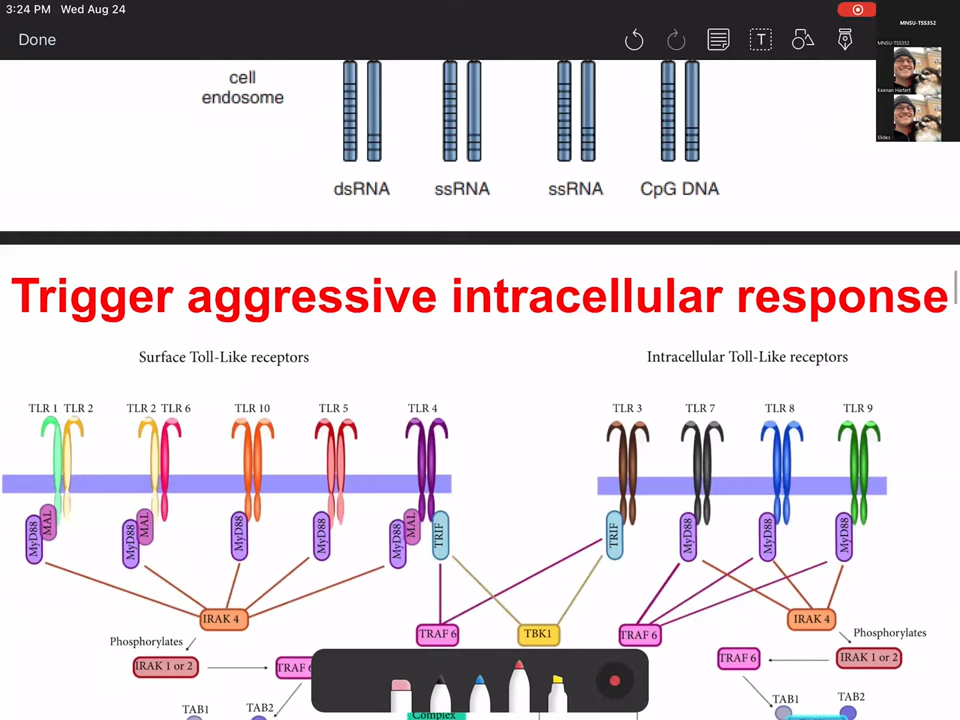 3:24 PM Wed Aug 24
MNSU-TSS352
MNSU-TSS352
Done
T
Keenan Hartert
Slides
cell
endosome
dsRNA ssRNA ssRNA CpG DNA
Trigger aggressive intracellular response
Surface Toll-Like receptors Intracellular Toll-Like receptors
TLR 1 TLR 2 TLR 2 TLR 6 TLR 10 TLR 5 TLR 4 TLR 3 TLR 7 TLR 8 TLR 9
MyD88 MAL MyD88 MAL MyD88 MyD88 MyD88 MAL TRIF TRIF MyD88 MyD88 MyD88
IRAK 4 TRAF 6 TBK1 TRAF 6 IRAK 4
Phosphorylates Phosphorylates
IRAK 1 or 2 TRAF 6 TRAF 6 IRAK 1 or 2
TAB1 TAB2 Complex TAB1 TAB2